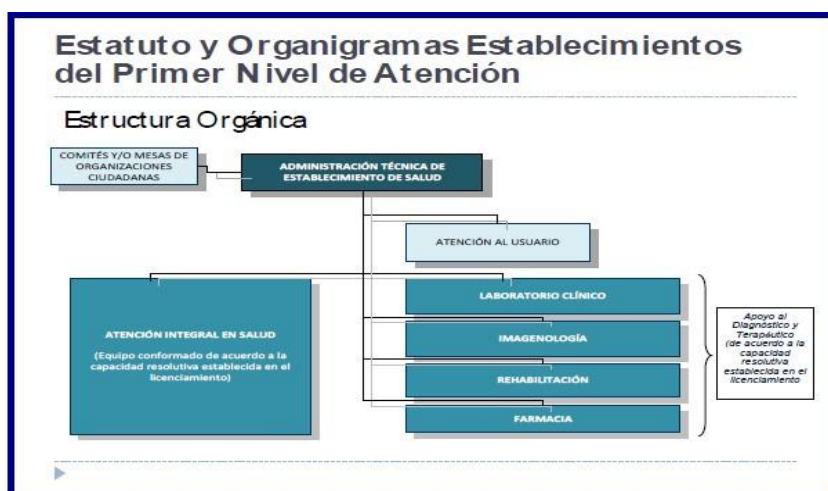 Estatuto y Organigramas Establecimientos
del Primer Nivel de Atención
Estructura Orgánica
COMITÉS Y/O MESAS DE
ORGANIZACIONES
CIUDADANAS
ADMINISTRACIÓN TÉCNICA DE
ESTABLECIMIENTO DE SALUD
ATENCIÓN AL USUARIO
ATENCIÓN INTEGRAL EN SALUD
(Equipo conformado de acuerdo a la
capacidad resolutiva establecida en el
licenciamiento)
LABORATORIO CLÍNICO
IMAGENOLOGÍA
REHABILITACIÓN
FARMACIA
Apoyo al
Diagnóstico y
Terapéutico
(de acuerdo a la
capacidad
resolutiva
establecida en el
licenciamiento